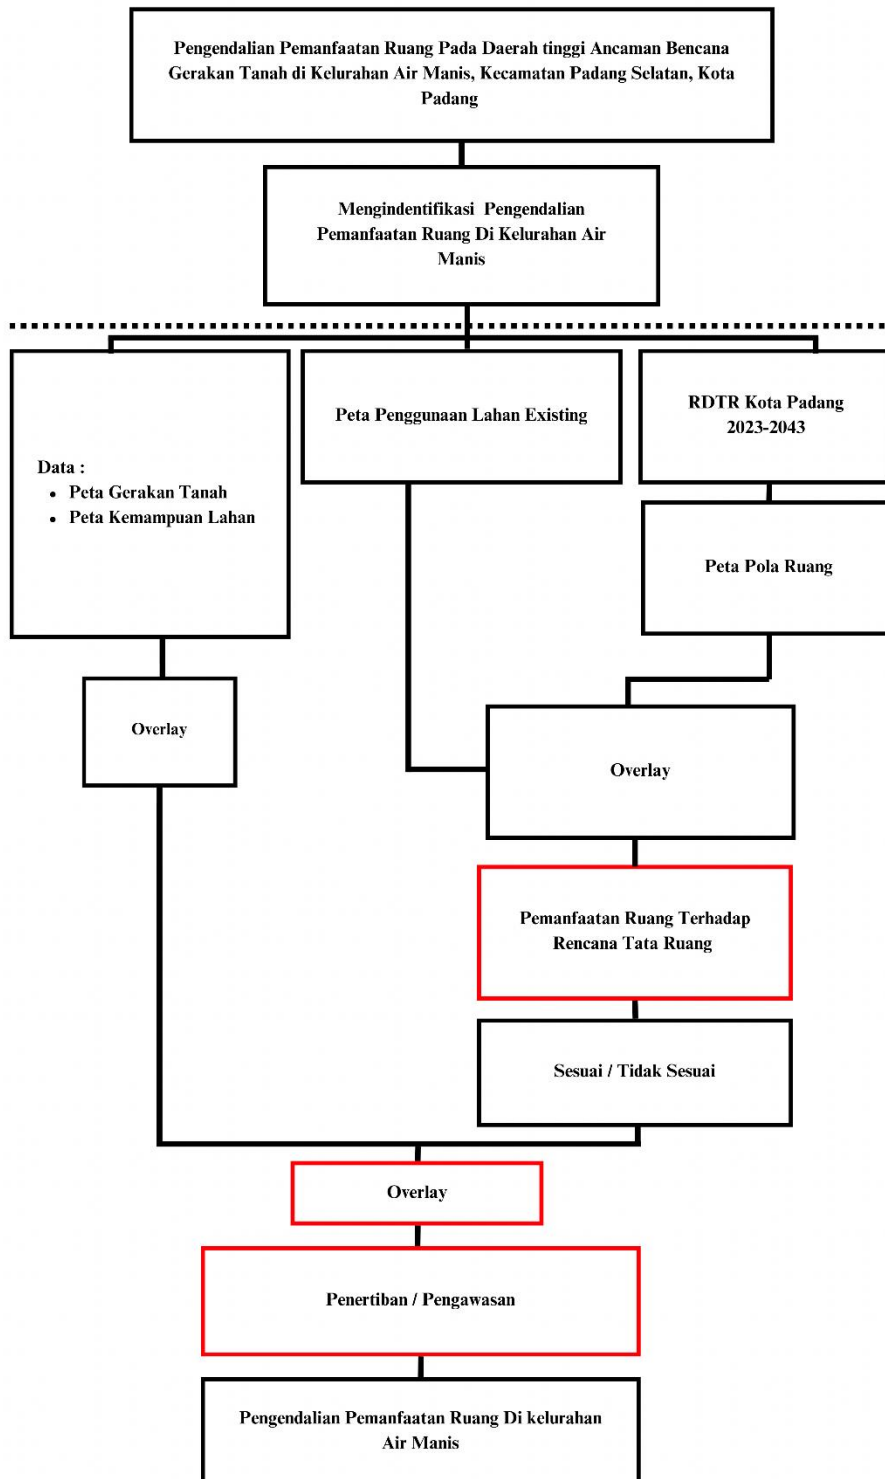 Pengendalian Pemanfaatan Ruang Pada Daerah tinggi Ancaman Bencana
Gerakan Tanah di Kelurahan Air Manis, Kecamatan Padang Selatan, Kota
Padang
Mengindentifikasi Pengendalian
Pemanfaatan Ruang Di Kelurahan Air
Manis
Data :
• Peta Gerakan Tanah
• Peta Kemampuan Lahan
Peta Penggunaan Lahan Existing
RDTR Kota Padang
2023-2043
Peta Pola Ruang
Overlay
Overlay
Pemanfaatan Ruang Terhadap
Rencana Tata Ruang
Sesuai / Tidak Sesuai
Overlay
Penertiban / Pengawasan
Pengendalian Pemanfaatan Ruang Di kelurahan
Air Manis